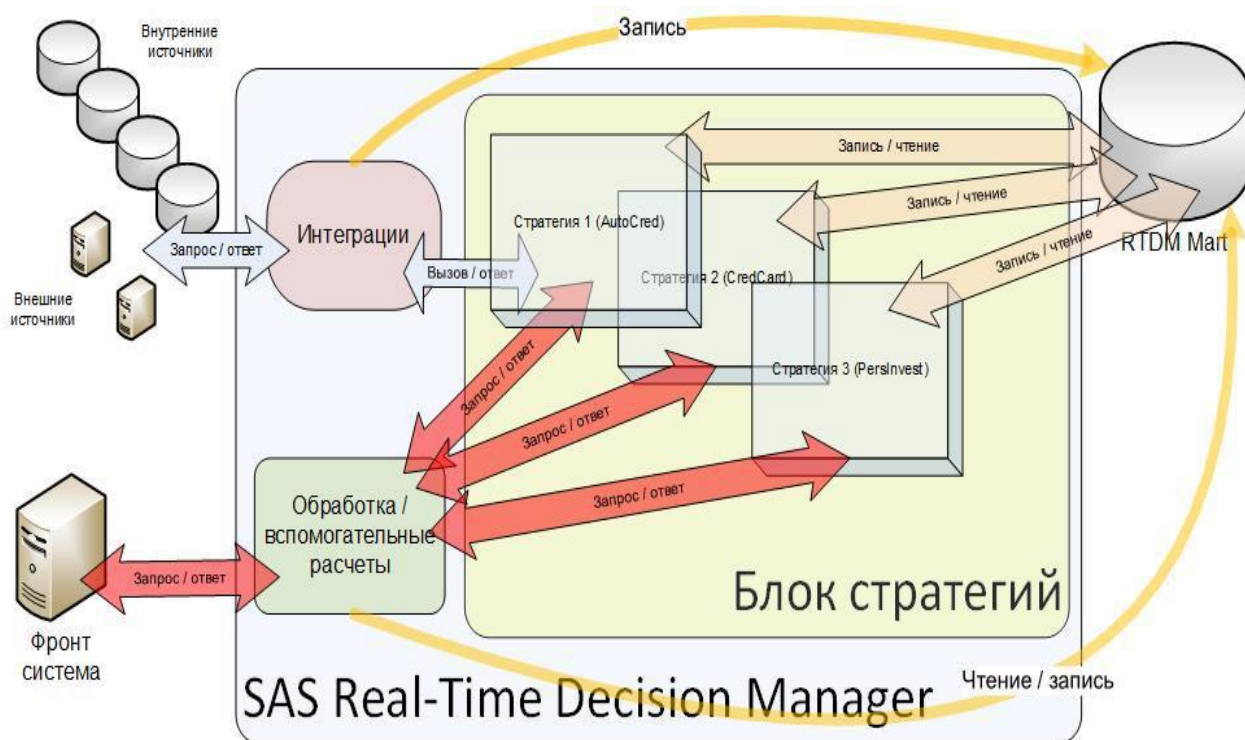 Внутренние
источники
Запись
Запись / чтение
Стратегия 1 (AutoCred)
Запись / чтение
Интеграции
Запрос / ответ
RTDM Mart
Вызов / ответ
Стратегия 2 (CredCard)
Запись / чтение
Внешние
источники
Стратегия 3 (PersInvest)
Запрос / ответ
Запрос / ответ
Запрос / ответ
Обработка /
вспомогательные
расчеты
Запрос / ответ
Блок стратегий
Фронт
система
SAS Real-Time Decision Manager
Чтение / запись